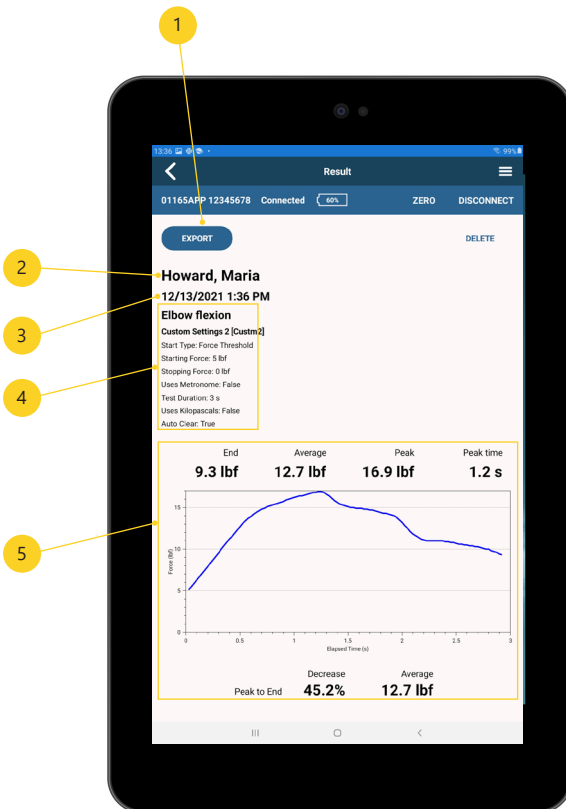 1
13:36 99%
Result
01165APP 12345678 Connected 60% ZERO DISCONNECT
EXPORT DELETE
2
Howard, Maria
3
12/13/2021 1:36 PM
Elbow flexion
Custom Settings 2 [Custm2]
Start Type: Force Threshold
Starting Force: 5 lbf
4
Stopping Force: 0 lbf
Uses Metronome: False
Test Duration: 3 s
Uses Kilopascals: False
Auto Clear: True
End Average Peak Peak time
9.3 lbf 12.7 lbf 16.9 lbf 1.2 s
5
15
10
5
0
Force (lbf)
0 0.5 1 1.5 2 2.5 3
Elapsed Time (s)
Decrease Average
Peak to End 45.2% 12.7 lbf